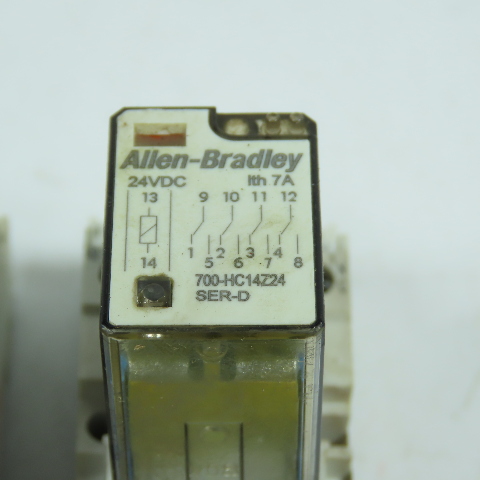 Allen-Bradley
24VDC Ith 7A
13 9 10 11 12
1 2 3 4
14 5 6 7 8
700-HC14Z24
SER-D